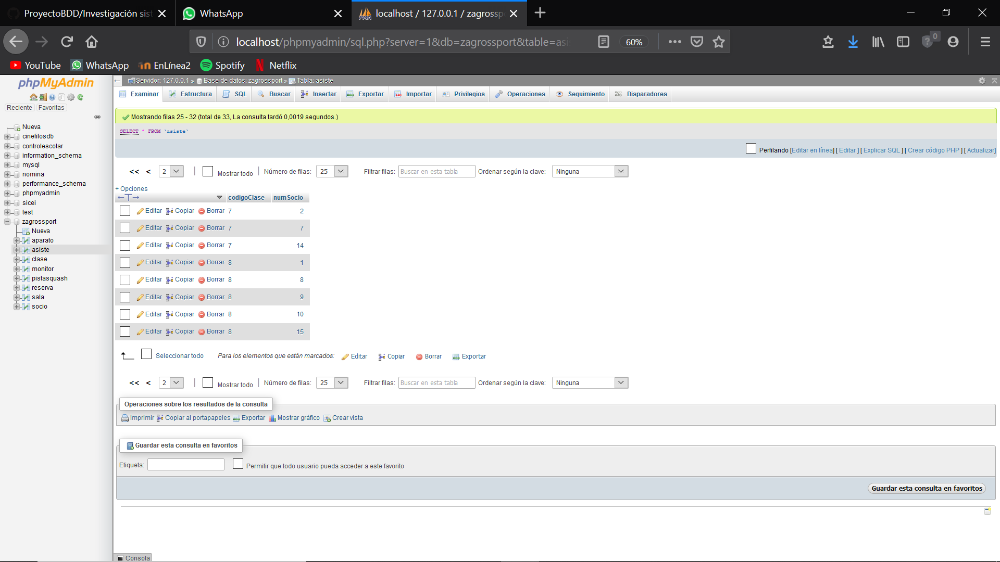 ProyectoBDD/Investigación sist
WhatsApp
localhost / 127.0.0.1 / zagrossp
localhost/phpmyadmin/sql.php?server=1&db=zagrossport&table=asi
60%
0
YouTube
WhatsApp
EnLínea2
Spotify
Netflix
phpMyAdmin
Reciente Favoritas
Nueva
cinefilosdb
controlescolar
information_schema
mysql
nomina
performance_schema
phpmyadmin
sicei
test
zagrossport
Nueva
aparato
asiste
clase
monitor
pistasquash
reserva
sala
socio
Servidor: 127.0.0.1 » Base de datos: zagrossport » Tabla: asiste
Examinar Estructura SQL Buscar Insertar Exportar Importar Privilegios Operaciones Seguimiento Disparadores
Mostrando filas 25 - 32 (total de 33, La consulta tardó 0,0019 segundos.)
SELECT * FROM `asiste`
Perfilando [Editar en línea] [ Editar ] [ Explicar SQL ] [ Crear código PHP ] [ Actualizar]
<< < 2 | Mostrar todo | Número de filas: 25 Filtrar filas: Buscar en esta tabla Ordenar según la clave: Ninguna
+ Opciones
←T→ codigoClase numSocio
Editar Copiar Borrar 7 2
Editar Copiar Borrar 7 7
Editar Copiar Borrar 7 14
Editar Copiar Borrar 8 1
Editar Copiar Borrar 8 8
Editar Copiar Borrar 8 9
Editar Copiar Borrar 8 10
Editar Copiar Borrar 8 15
Seleccionar todo Para los elementos que están marcados: Editar Copiar Borrar Exportar
<< < 2 | Mostrar todo | Número de filas: 25 Filtrar filas: Buscar en esta tabla Ordenar según la clave: Ninguna
Operaciones sobre los resultados de la consulta
Imprimir Copiar al portapapeles Exportar Mostrar gráfico Crear vista
Guardar esta consulta en favoritos
Etiqueta: Permitir que todo usuario pueda acceder a este favorito
Guardar esta consulta en favoritos
Consola